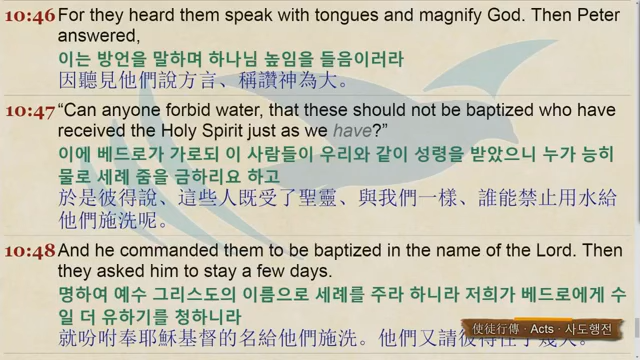 10:46 For they heard them speak with tongues and magnify God. Then Peter
answered,
이는 방언을 말하며 하나님 높임을 들음이러라
因聽見他們說方言、稱讚神為大。
10:47 “Can anyone forbid water, that these should not be baptized who have
received the Holy Spirit just as we have?”
이에 베드로가 가로되 이 사람들이 우리와 같이 성령을 받았으니 누가 능히
물로 세례 줌을 금하리요 하고
於是彼得說、這些人既受了聖靈、與我們一樣、誰能禁止用水給
他們施洗呢。
10:48 And he commanded them to be baptized in the name of the Lord. Then
they asked him to stay a few days.
명하여 예수 그리스도의 이름으로 세례를 주라 하니라 저희가 베드로에게 수
일 더 유하기를 청하니라
就吩咐奉耶穌基督的名給他們施洗。他們又請彼得住了幾天。
使徒行傳 · Acts · 사도행전